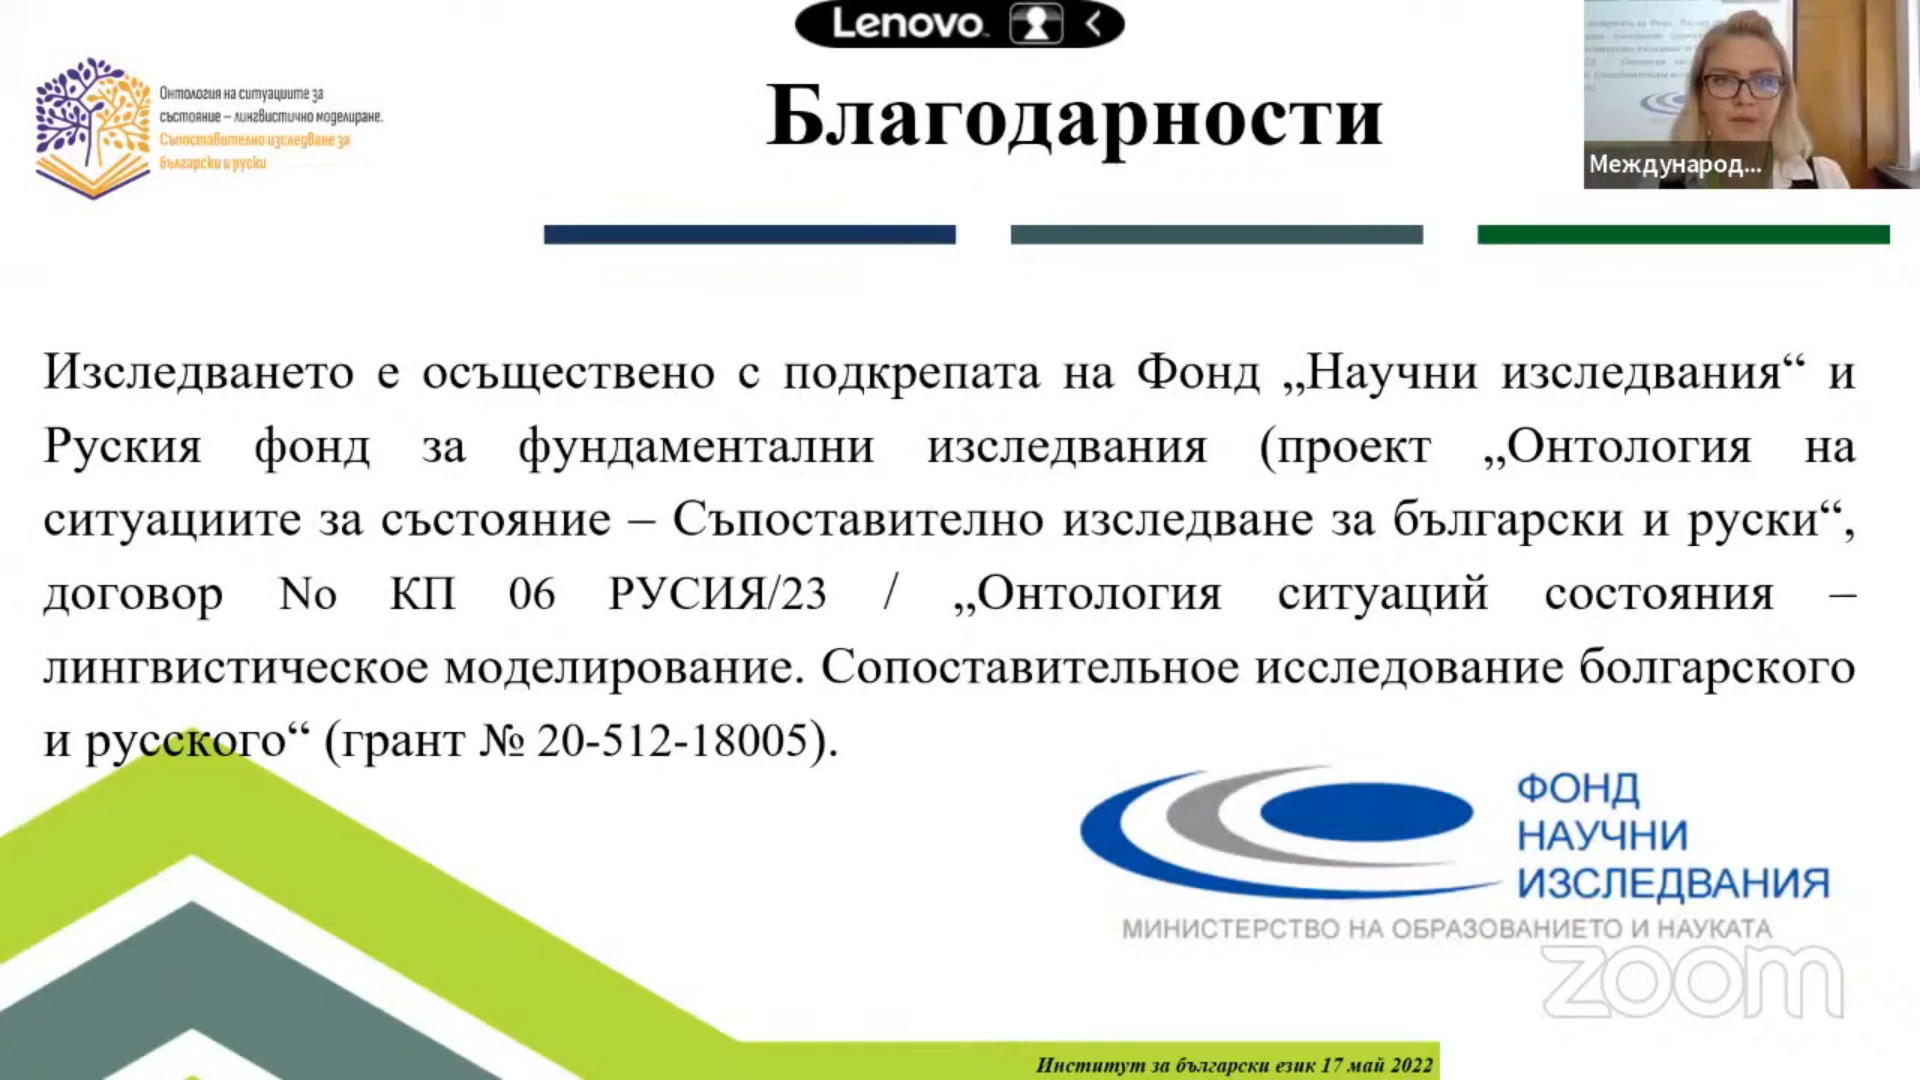 Lenovo
Онтология на ситуациите за
състояние – лингвистично моделиране.
Съпоставително изследване за
български и руски
Благодарности
Международ...
Изследването е осъществено с подкрепата на Фонд „Научни изследвания“ и
Руския фонд за фундаментални изследвания (проект „Онтология на
ситуациите за състояние – Съпоставително изследване за български и руски“,
договор No КП 06 РУСИЯ/23 / „Онтология ситуаций состояния –
лингвистическое моделирование. Сопоставительное исследование болгарского
и русского“ (грант № 20-512-18005).
ФОНД
НАУЧНИ
ИЗСЛЕДВАНИЯ
МИНИСТЕРСТВО НА ОБРАЗОВАНИЕТО И НАУКАТА
zoom
Институт за български език 17 май 2022